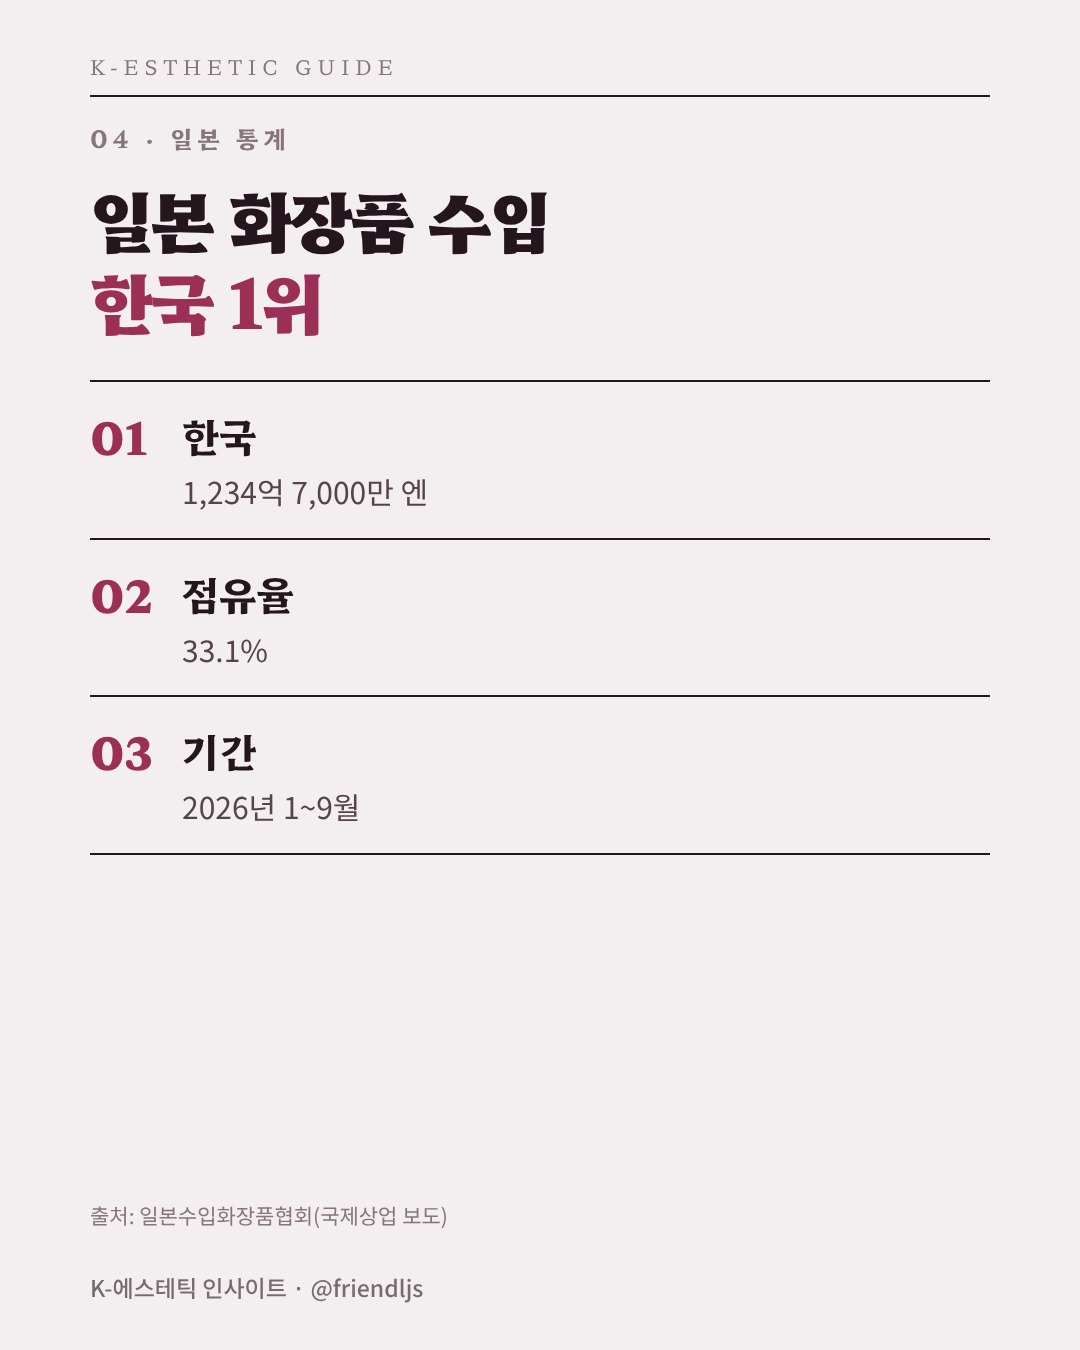 K-ESTHETIC GUIDE
04 · 일본 통계
일본 화장품 수입
한국 1위
01 한국
1,234억 7,000만 엔
02 점유율
33.1%
03 기간
2026년 1~9월
출처: 일본수입화장품협회(국제상업 보도)
K-에스테틱 인사이트 · @friendljs